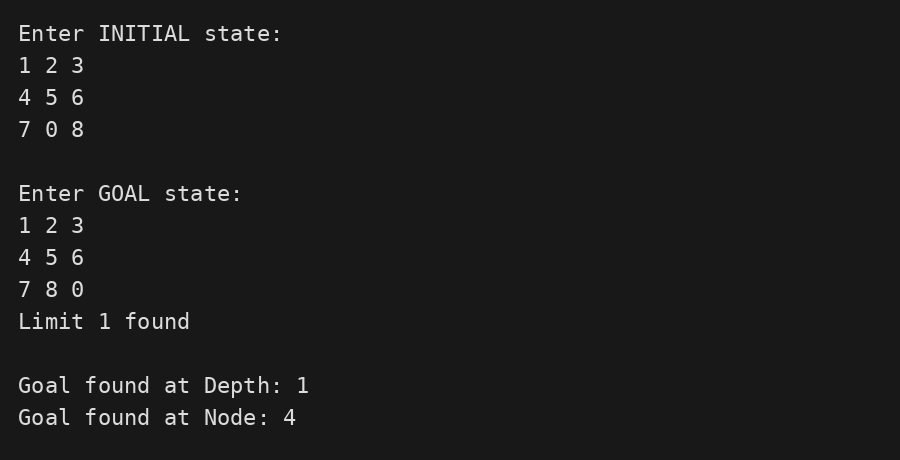 Enter INITIAL state:
1 2 3
4 5 6
7 0 8
Enter GOAL state:
1 2 3
4 5 6
7 8 0
Limit 1 found
Goal found at Depth: 1
Goal found at Node: 4